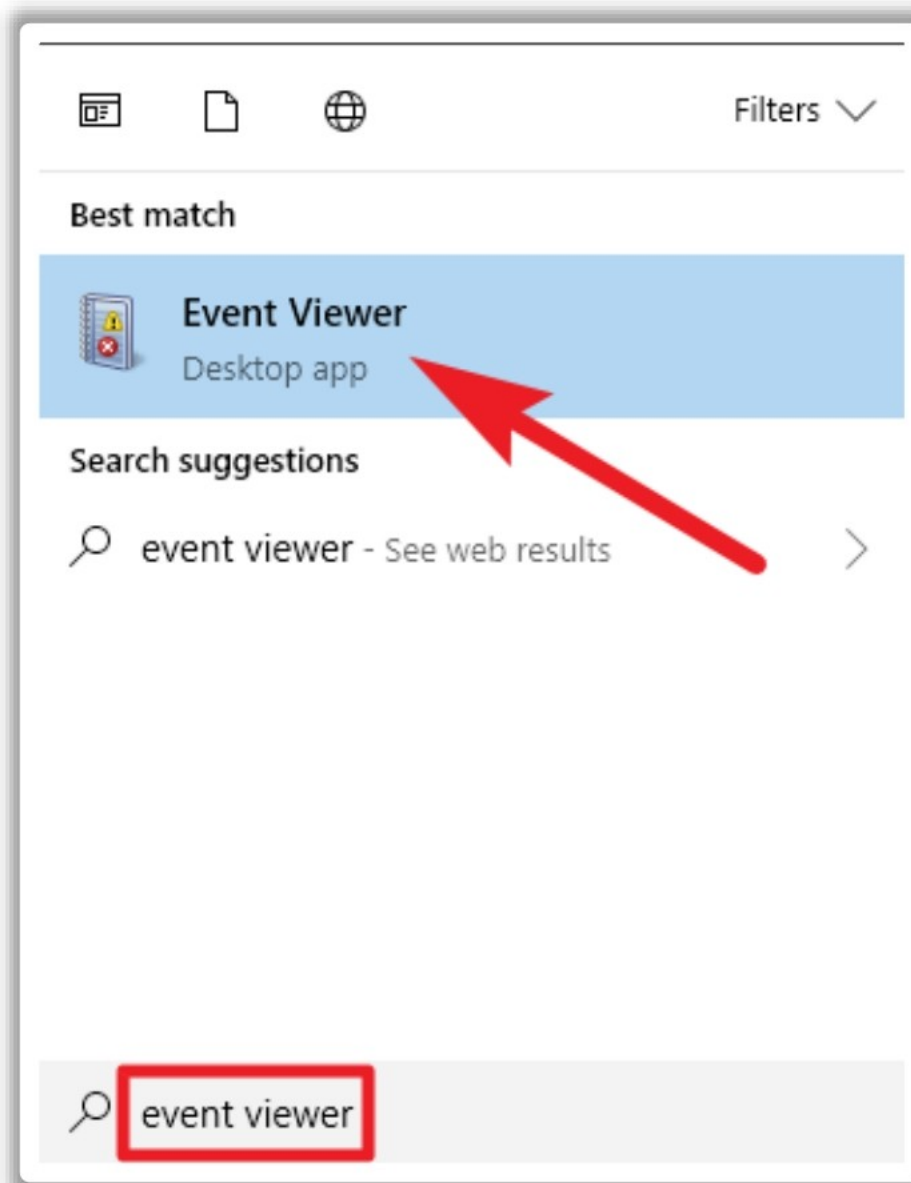 Filters
Best match
Event Viewer
Desktop app
Search suggestions
event viewer - See web results
event viewer